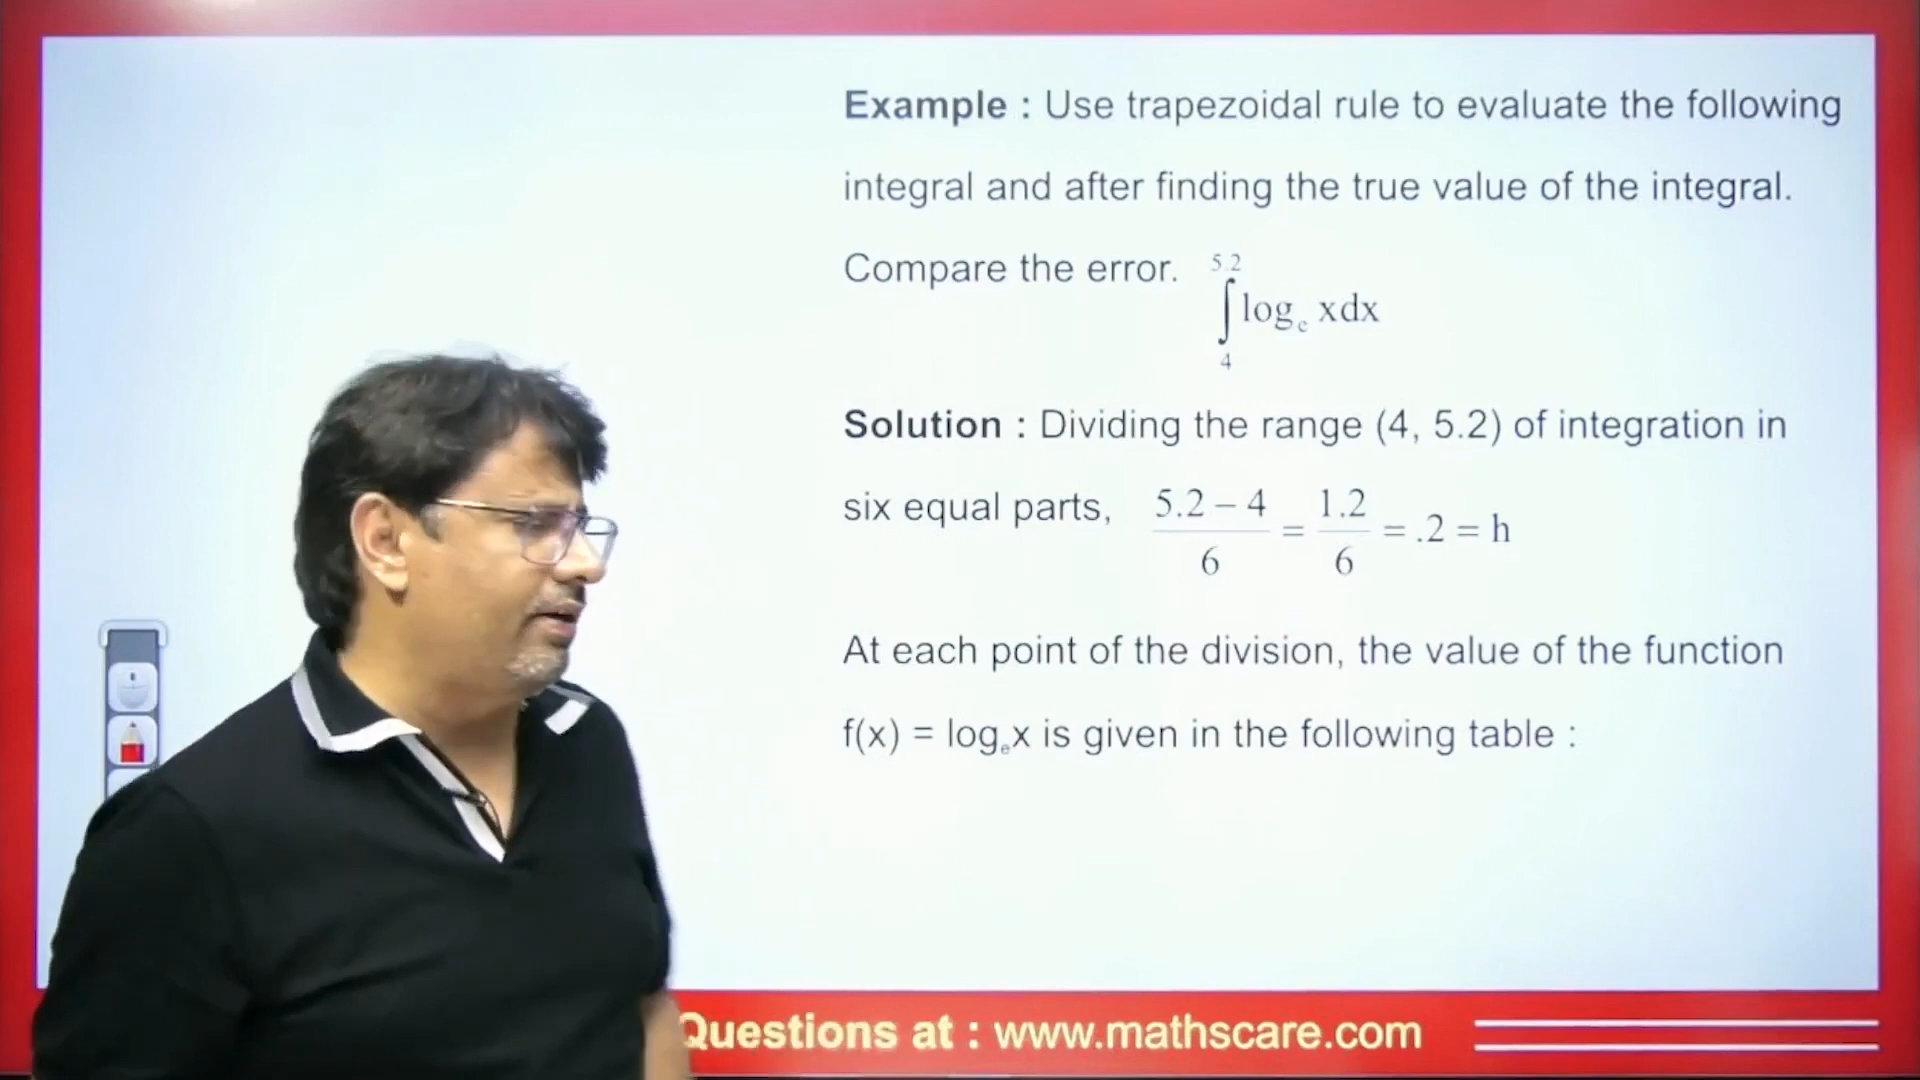 Example : Use trapezoidal rule to evaluate the following
integral and after finding the true value of the integral.
Compare the error. ∫₄^5.2 logₑ xdx
Solution : Dividing the range (4, 5.2) of integration in
six equal parts, (5.2 – 4)/6 = 1.2/6 = .2 = h
At each point of the division, the value of the function
f(x) = logₑx is given in the following table :
Questions at : www.mathscare.com